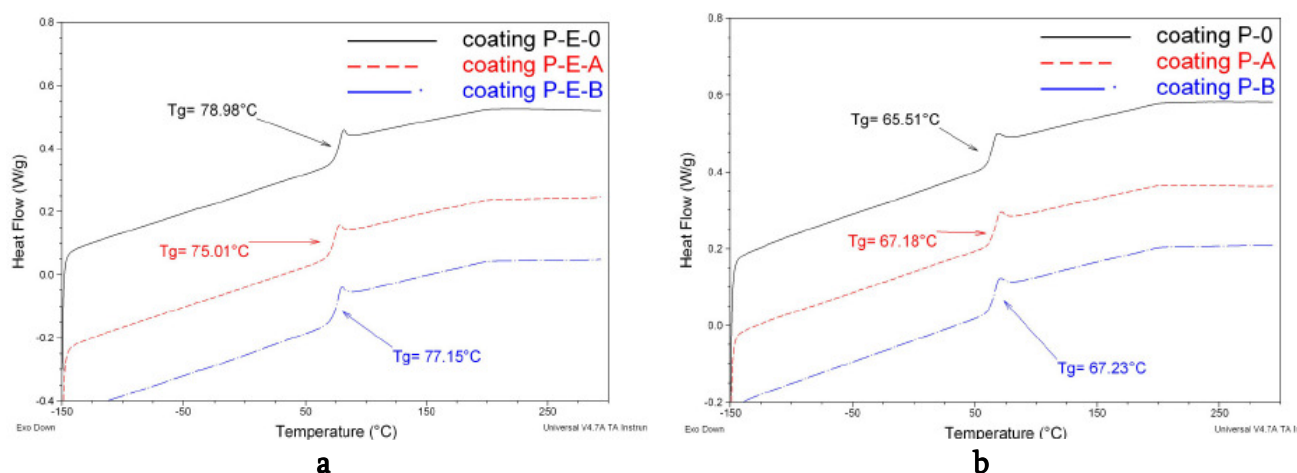 coating P-E-0
coating P-E-A
coating P-E-B
Tg= 78.98°C
Tg= 75.01°C
Tg= 77.15°C
Heat Flow (W/g)
0.8
0.6
0.4
0.2
0.0
-0.2
-0.4
-150
-50
50
150
250
Exo Down
Temperature (°C)
Universal V4.7A TA Instrun
a
coating P-0
coating P-A
coating P-B
Tg= 65.51°C
Tg= 67.18°C
Tg= 67.23°C
Heat Flow (W/g)
0.8
0.6
0.4
0.2
0.0
-0.2
-150
-50
50
150
250
Exo Down
Temperature (°C)
Universal V4.7A TA I
b